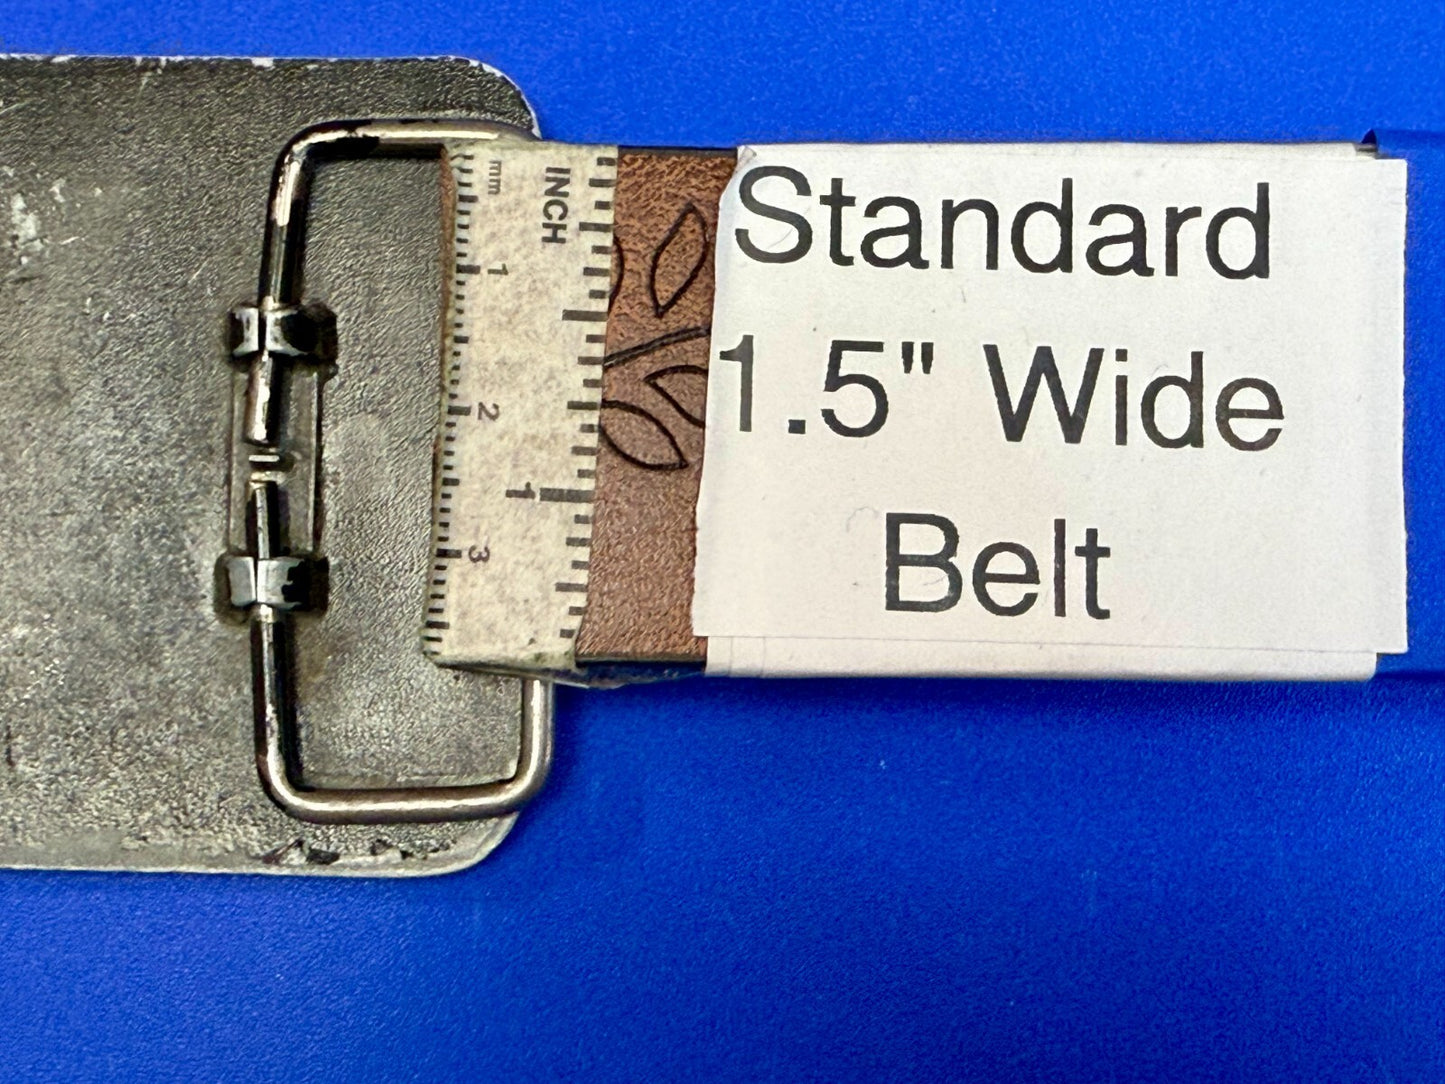 Standard
1.5" Wide
Belt
mm
INCH
1
2
3
1